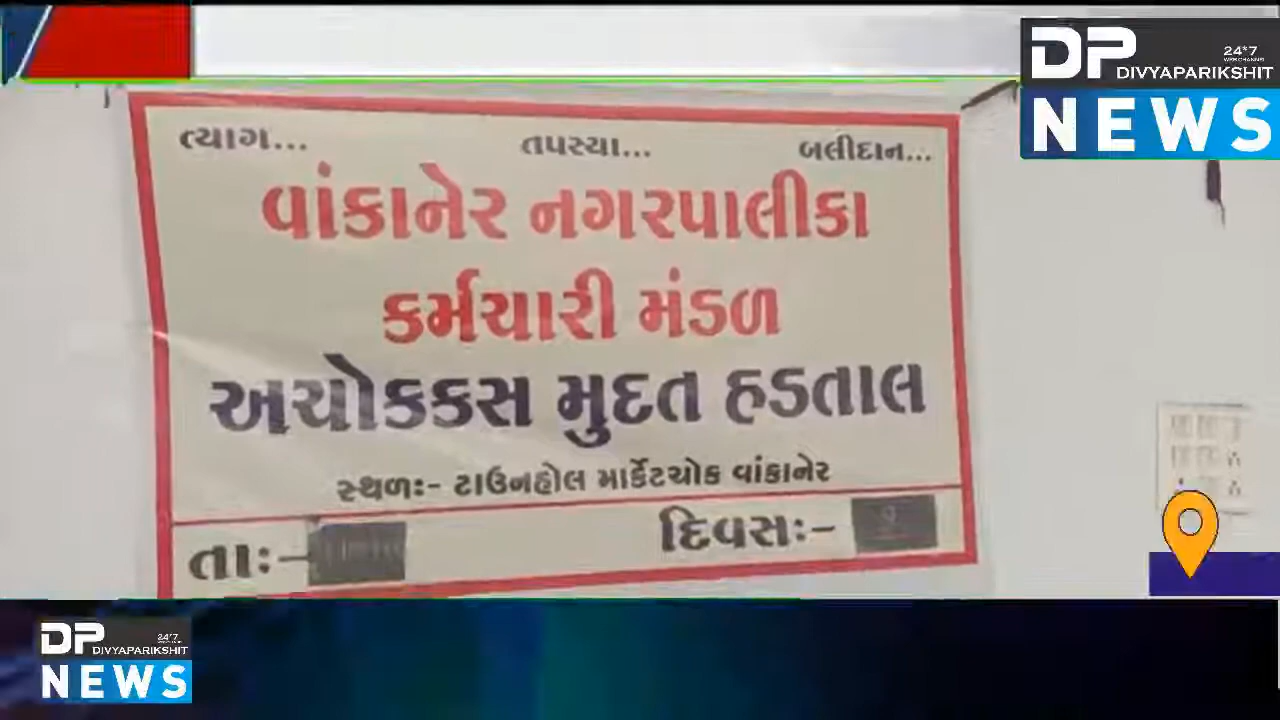 DP 24*7
DIVYAPARIKSHIT
NEWS
ત્યાગ... તપસ્યા... બલીદાન...
વાંકાનેર નગરપાલીકા
કર્મચારી મંડળ
અચોકકસ મુદત હડતાલ
સ્થળઃ- ટાઉનહોલ માર્કેટચોક વાંકાનેર
તાઃ- દિવસઃ-
DP 24*7
DIVYAPARIKSHIT
NEWS